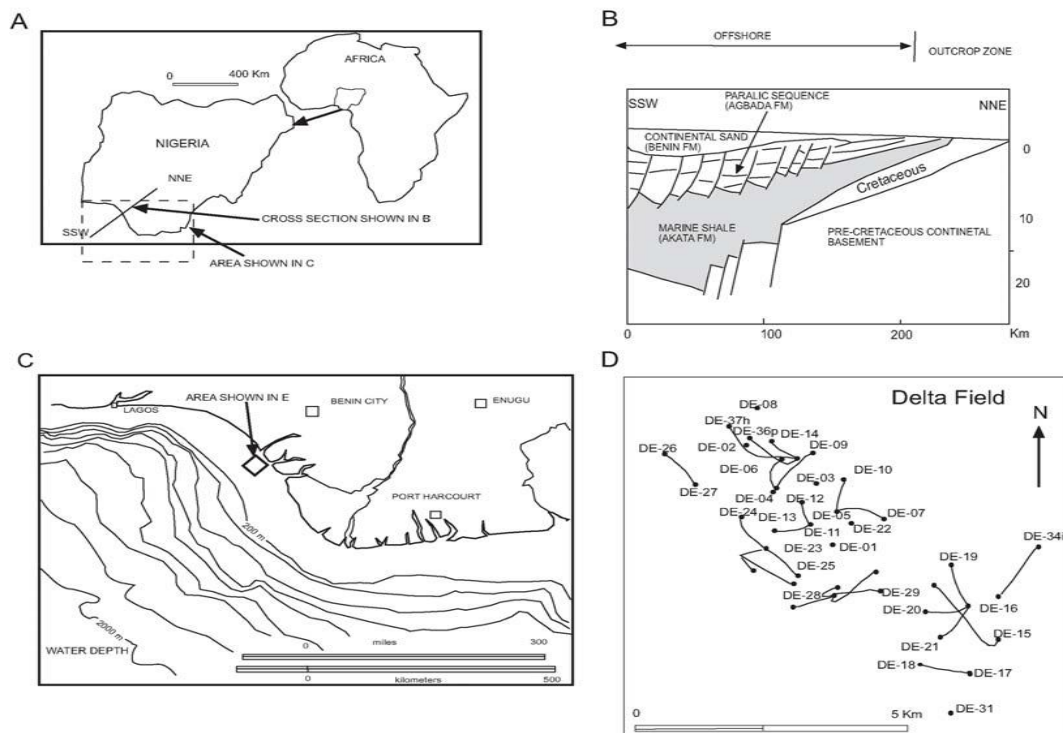 A
0 400 Km
AFRICA
NIGERIA
NNE
SSW
CROSS SECTION SHOWN IN B
AREA SHOWN IN C
B
OFFSHORE
OUTCROP ZONE
SSW
PARALIC SEQUENCE
(AGBADA FM)
NNE
CONTINENTAL SAND
(BENIN FM)
0
Cretaceous
MARINE SHALE
(AKATA FM)
10
PRE-CRETACEOUS CONTINETAL
BASEMENT
20
0 100 200 Km
C
AREA SHOWN IN E
LAGOS
BENIN CITY
ENUGU
PORT HARCOURT
200 m
2000 m
WATER DEPTH
0 miles 300
0 kilometers 500
D
Delta Field
N
DE-08
DE-37h
DE-36p
DE-14
DE-02
DE-09
DE-26
DE-06
DE-03
DE-10
DE-27
DE-04
DE-12
DE-24
DE-13
DE-05
DE-07
DE-11
DE-22
DE-23
DE-01
DE-34
DE-19
DE-25
DE-28
DE-29
DE-20
DE-16
DE-15
DE-21
DE-18
DE-17
DE-31
0 5 Km